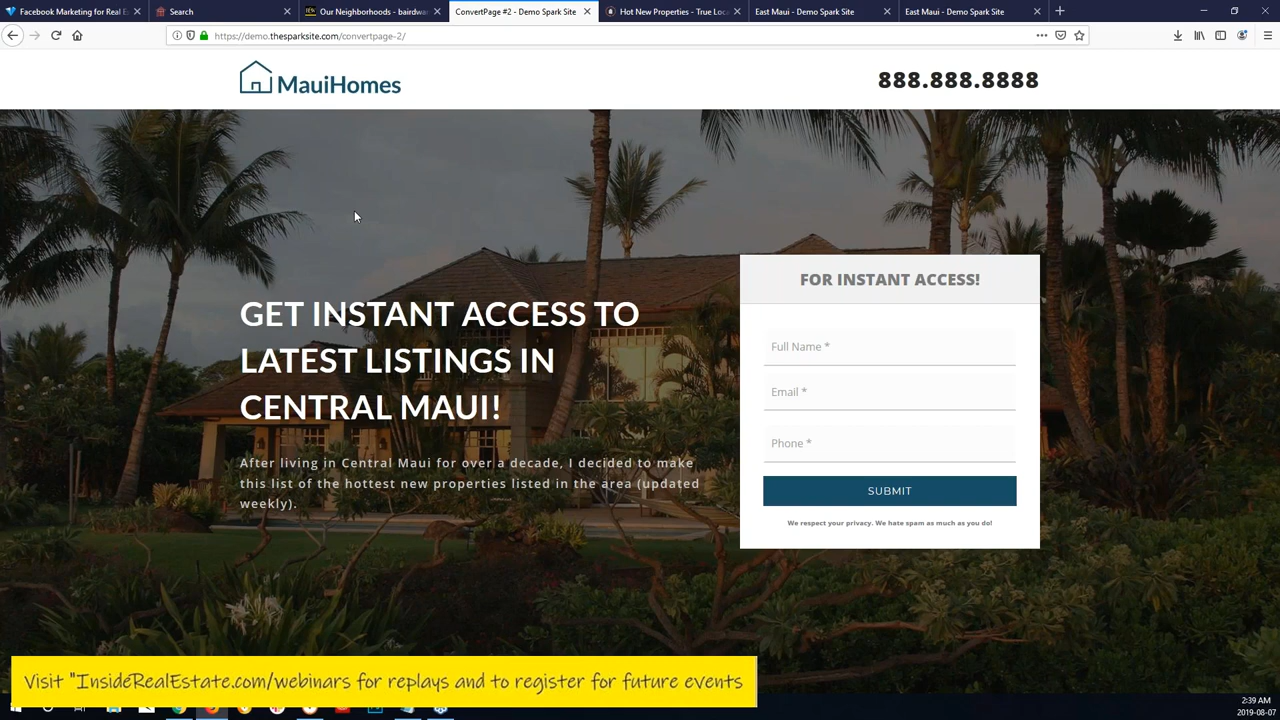 Facebook Marketing for Real Es
Search
Our Neighborhoods - bairdwa
ConvertPage #2 - Demo Spark Site
Hot New Properties – True Loca
East Maui - Demo Spark Site
East Maui - Demo Spark Site
https://demo.thesparksite.com/convertpage-2/
MauiHomes
888.888.8888
GET INSTANT ACCESS TO
LATEST LISTINGS IN
CENTRAL MAUI!
After living in Central Maui for over a decade, I decided to make
this list of the hottest new properties listed in the area (updated
weekly).
FOR INSTANT ACCESS!
Full Name *
Email *
Phone *
SUBMIT
We respect your privacy. We hate spam as much as you do!
Visit "InsideRealEstate.com/webinars for replays and to register for future events
2:39 AM
2019-08-07